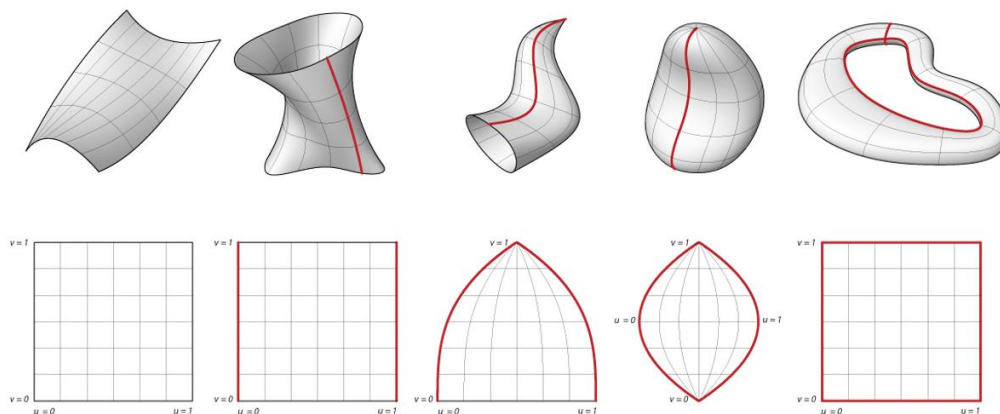 v = 1
v = 0
u = 0
u = 1
v = 1
v = 0
u = 0
u = 1
v = 1
v = 0
u = 0
u = 1
v = 1
u = 0
u = 1
v = 0
v = 1
v = 0
u = 0
u = 1